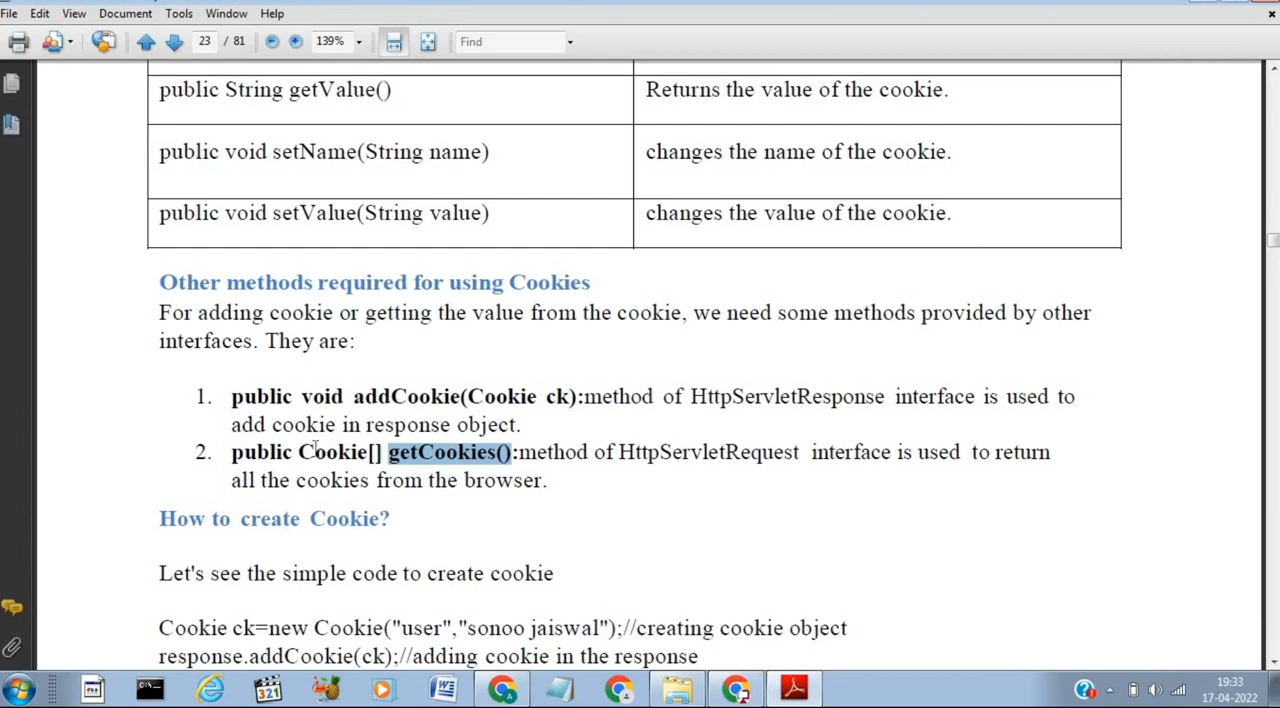 File Edit View Document Tools Window Help
23 / 81 139% Find
public String getValue() Returns the value of the cookie.
public void setName(String name) changes the name of the cookie.
public void setValue(String value) changes the value of the cookie.
Other methods required for using Cookies
For adding cookie or getting the value from the cookie, we need some methods provided by other
interfaces. They are:
1. public void addCookie(Cookie ck):method of HttpServletResponse interface is used to
add cookie in response object.
2. public Cookie[] getCookies():method of HttpServletRequest interface is used to return
all the cookies from the browser.
How to create Cookie?
Let's see the simple code to create cookie
Cookie ck=new Cookie("user","sonoo jaiswal");//creating cookie object
response.addCookie(ck);//adding cookie in the response
321
19:33
17-04-2022